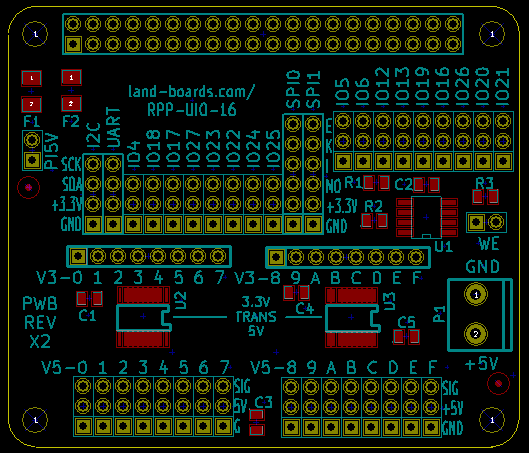 1
1
1
2
F1
1
2
F2
land-boards.com/
RPP-UIO-16
PI5V
I2C
UART
IO4
IO18
IO17
IO27
IO23
IO22
IO24
IO25
SPI0
SPI1
IO5
IO6
IO12
IO13
IO19
IO16
IO26
IO20
IO21
SCK
SDA
+3.3V
GND
NO
+3.3V
GND
R1
C2
R2
R3
U1
WE
V3-0 1 2 3 4 5 6 7
V3-8 9 A B C D E F
GND
PWB
REV
X2
C1
U2
3.3V
TRANS
5V
C4
U3
C5
P1
1
2
+5V
V5-0 1 2 3 4 5 6 7
V5-8 9 A B C D E F
SIG
5V
G
C3
SIG
+5V
GND
1
1